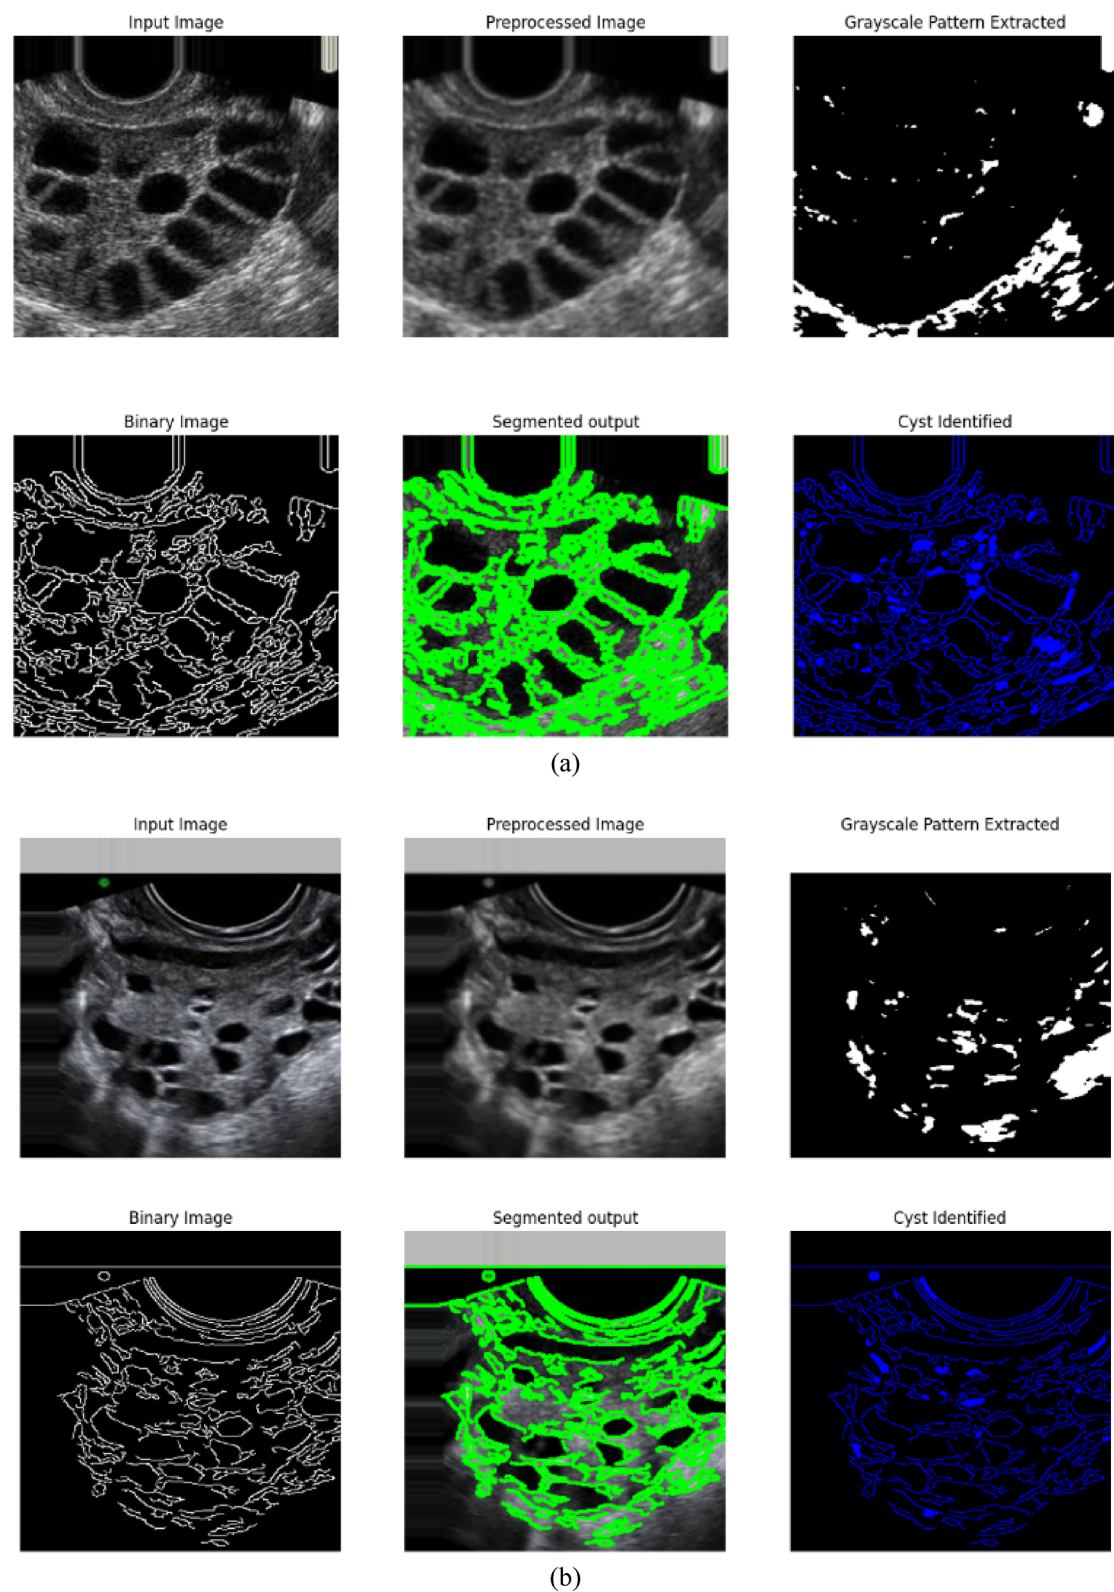 Input Image
Preprocessed Image
Grayscale Pattern Extracted
Binary Image
Segmented output
Cyst Identified
(a)
Input Image
Preprocessed Image
Grayscale Pattern Extracted
Binary Image
Segmented output
Cyst Identified
(b)